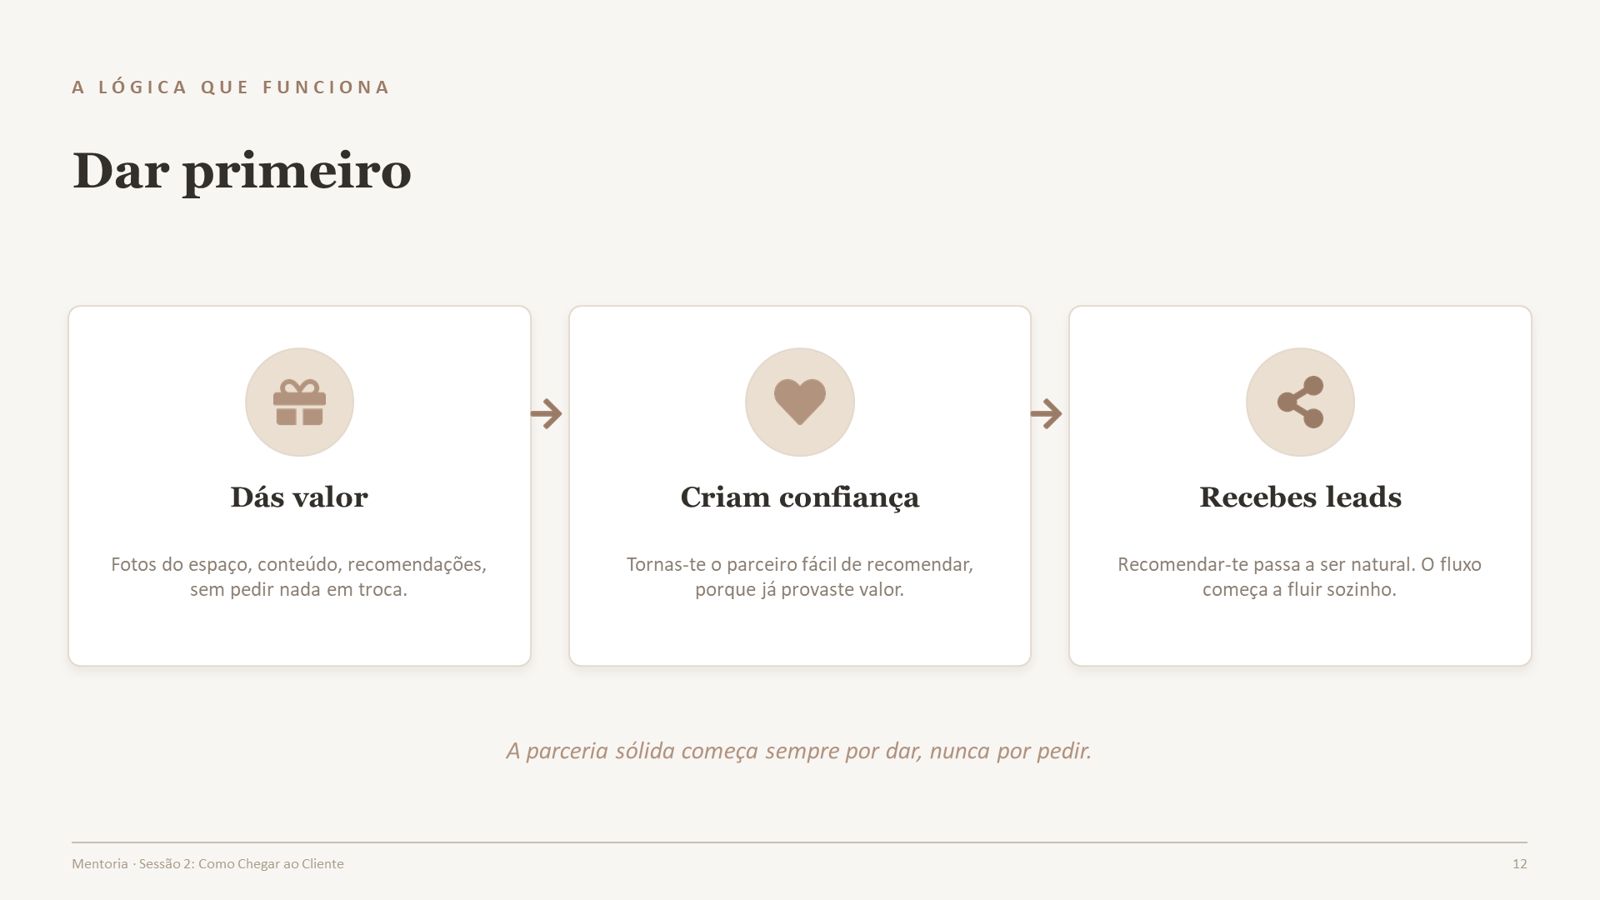 A LÓGICA QUE FUNCIONA
Dar primeiro
Dás valor
Fotos do espaço, conteúdo, recomendações,
sem pedir nada em troca.
Criam confiança
Tornas-te o parceiro fácil de recomendar,
porque já provaste valor.
Recebes leads
Recomendar-te passa a ser natural. O fluxo
começa a fluir sozinho.
A parceria sólida começa sempre por dar, nunca por pedir.
Mentoria · Sessão 2: Como Chegar ao Cliente
12